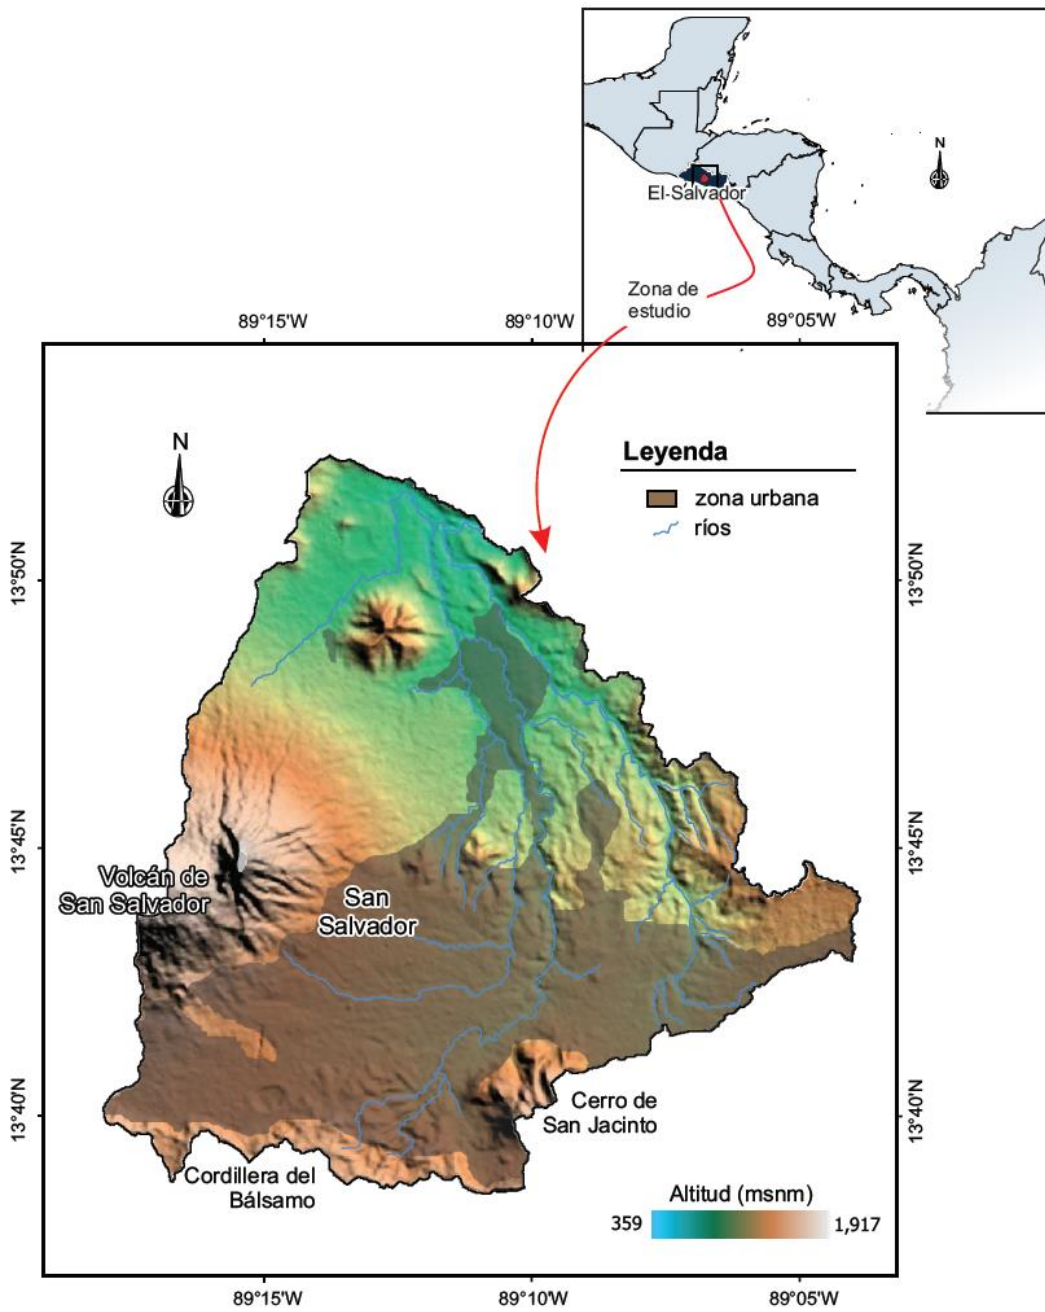 N
El-Salvador
Zona de
estudio
89°15'W
89°10'W
89°05'W
N
Leyenda
zona urbana
ríos
13°50'N
13°50'N
13°45'N
13°45'N
Volcán de
San Salvador
San
Salvador
13°40'N
13°40'N
Cerro de
San Jacinto
Cordillera del
Bálsamo
Altitud (msnm)
359
1,917
89°15'W
89°10'W
89°05'W